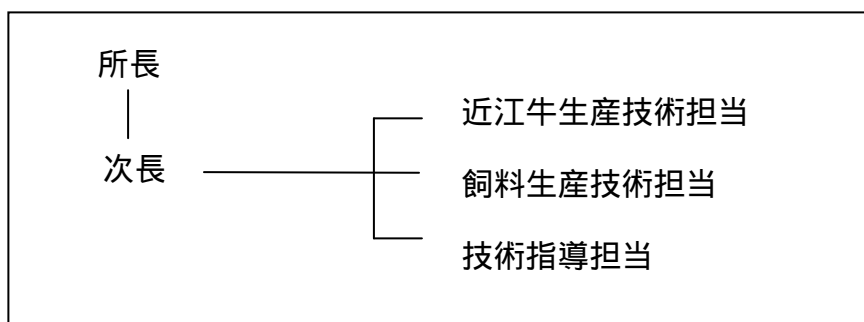 所長
次長
近江牛生産技術担当
飼料生産技術担当
技術指導担当